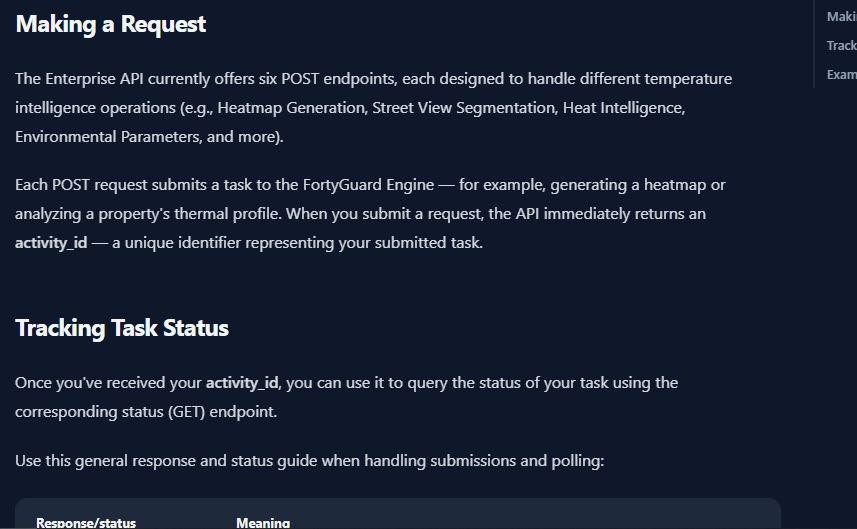 Making a Request
The Enterprise API currently offers six POST endpoints, each designed to handle different temperature
intelligence operations (e.g., Heatmap Generation, Street View Segmentation, Heat Intelligence,
Environmental Parameters, and more).
Each POST request submits a task to the FortyGuard Engine — for example, generating a heatmap or
analyzing a property's thermal profile. When you submit a request, the API immediately returns an
activity_id — a unique identifier representing your submitted task.
Tracking Task Status
Once you've received your activity_id, you can use it to query the status of your task using the
corresponding status (GET) endpoint.
Use this general response and status guide when handling submissions and polling:
Response/status Meaning
Maki
Track
Exam